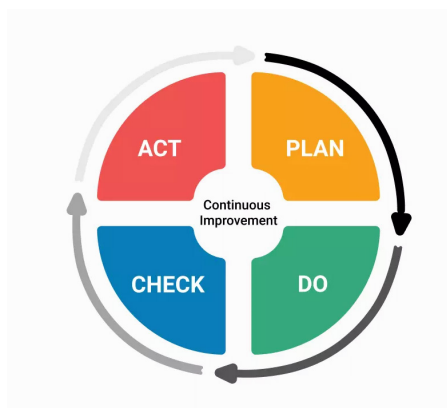 ACT
PLAN
Continuous
Improvement
CHECK
DO